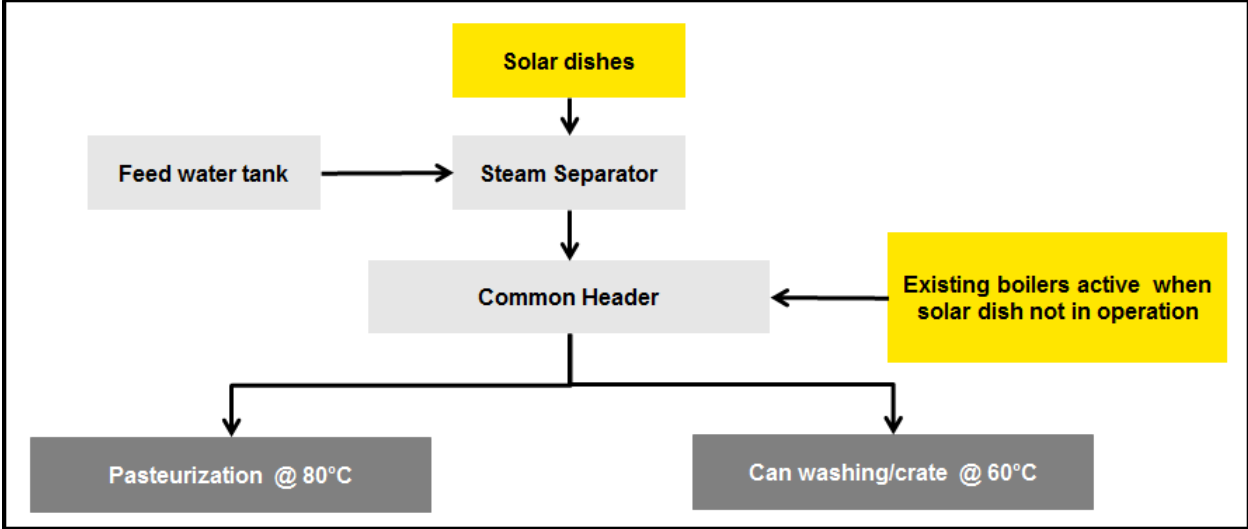 Solar dishes
Feed water tank
Steam Separator
Common Header
Existing boilers active when
solar dish not in operation
Pasteurization @ 80°C
Can washing/crate @ 60°C